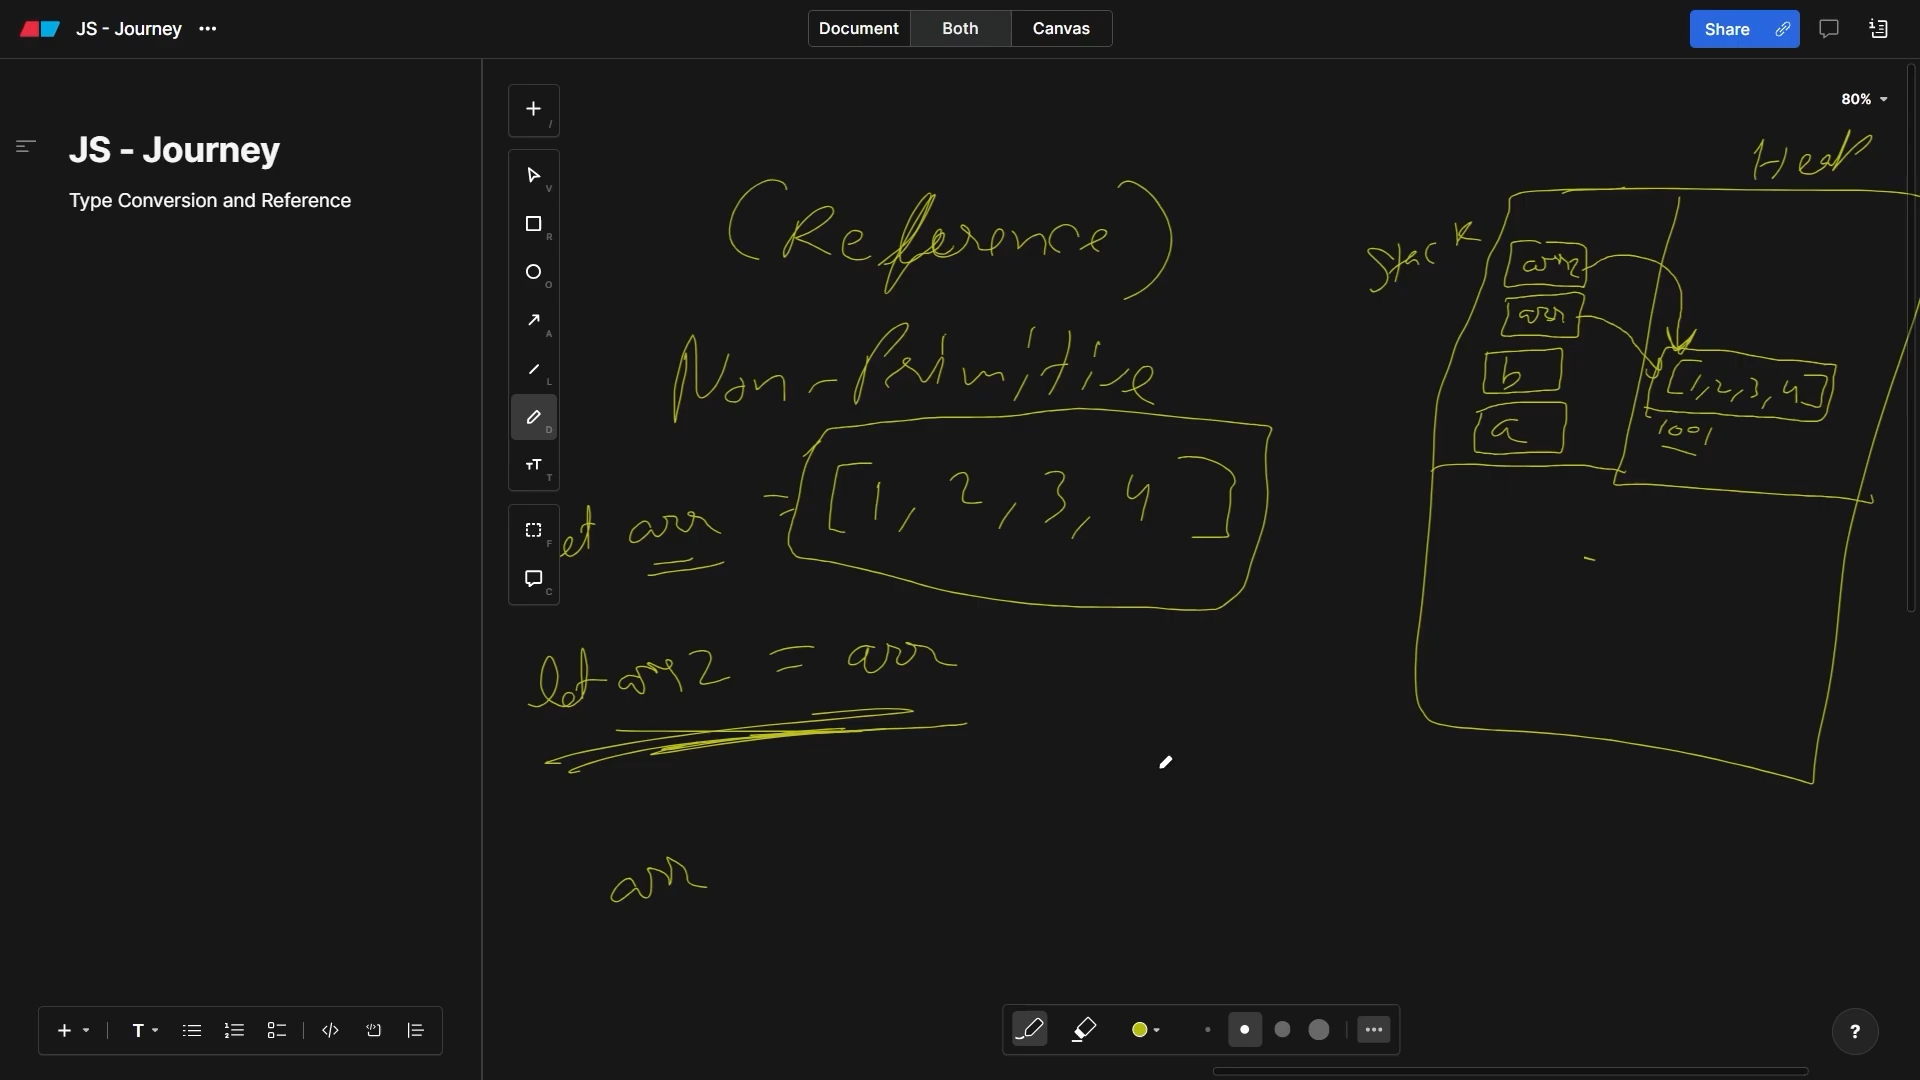 JS - Journey
Document
Both
Canvas
Share
80%
JS - Journey
Type Conversion and Reference
/
V
R
O
A
L
D
T
F
C
(Reference)
Non-Primitive
et arr = [1, 2, 3, 4]
let arr2 = arr
arr
Heap
Stack
arr2
arr
b
a
[1,2,3,4]
1001
T
?